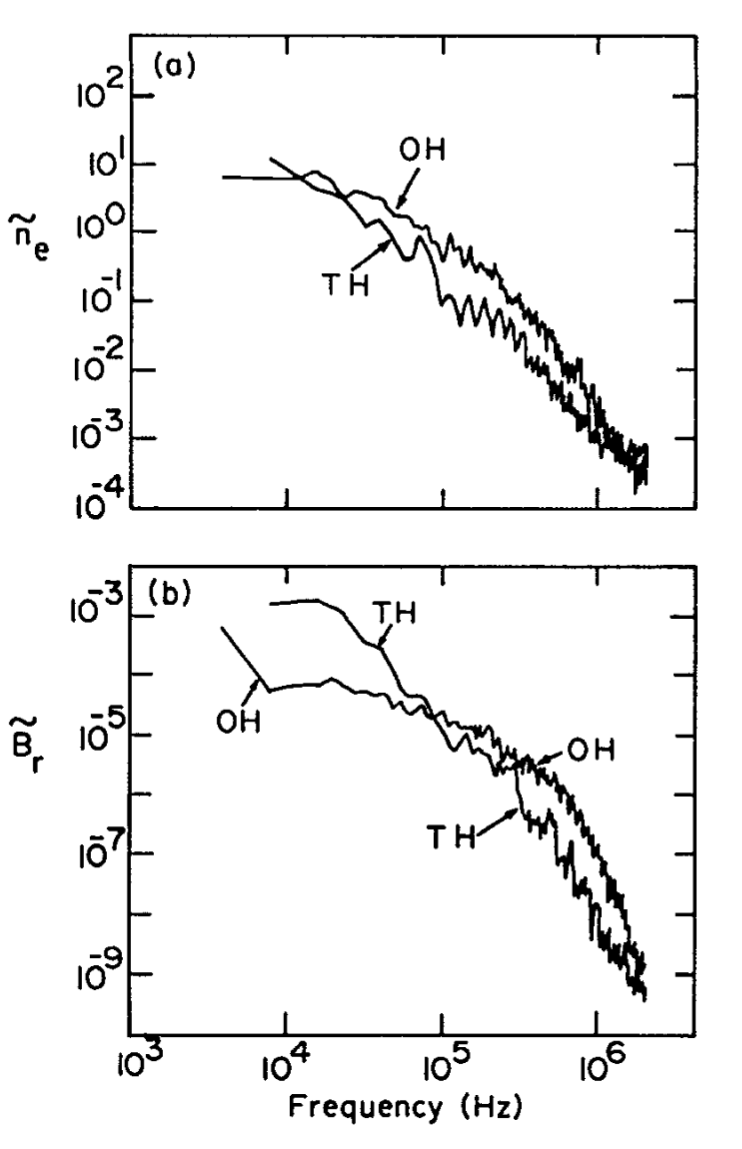 (a)
10²
10¹
10⁰
10⁻¹
10⁻²
10⁻³
10⁻⁴
ñₑ
OH
TH
(b)
10⁻³
10⁻⁵
10⁻⁷
10⁻⁹
B̃ᵣ
TH
OH
OH
TH
10³ 10⁴ 10⁵ 10⁶
Frequency (Hz)